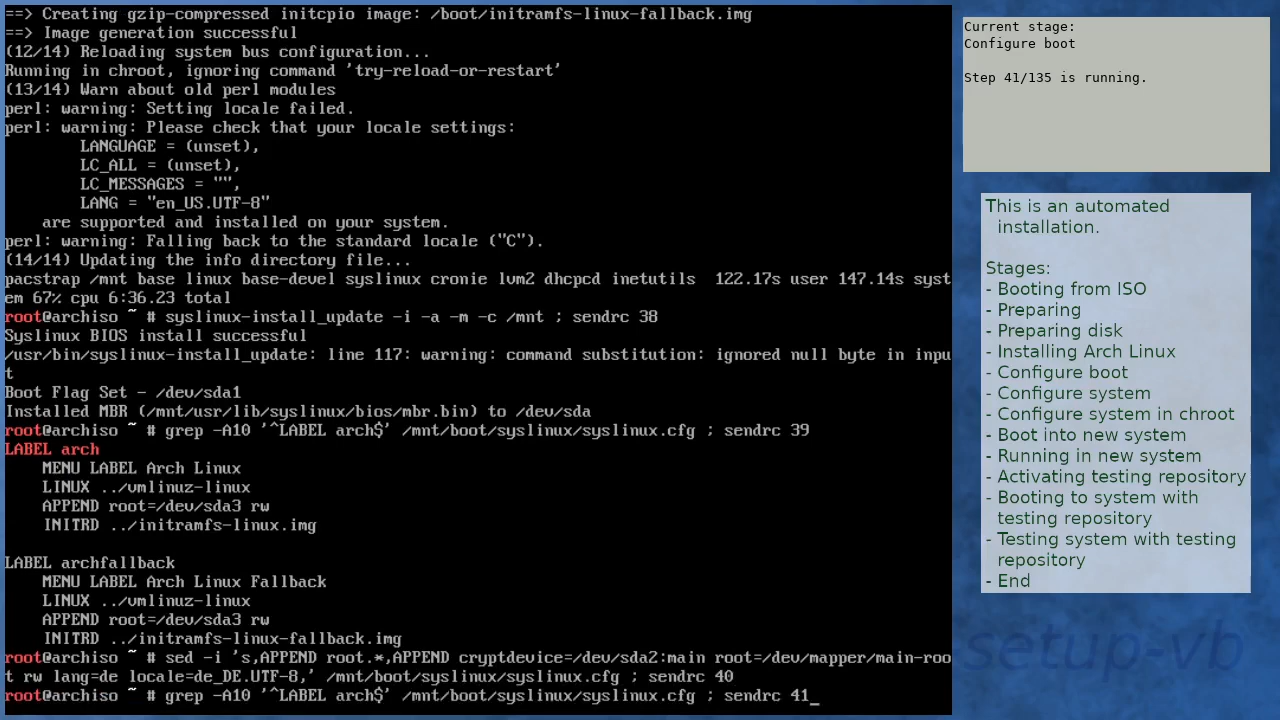 ==> Creating gzip-compressed initcpio image: /boot/initramfs-linux-fallback.img
==> Image generation successful
(12/14) Reloading system bus configuration...
Running in chroot, ignoring command 'try-reload-or-restart'
(13/14) Warn about old perl modules
perl: warning: Setting locale failed.
perl: warning: Please check that your locale settings:
        LANGUAGE = (unset),
        LC_ALL = (unset),
        LC_MESSAGES = "",
        LANG = "en_US.UTF-8"
    are supported and installed on your system.
perl: warning: Falling back to the standard locale ("C").
(14/14) Updating the info directory file...
pacstrap /mnt base linux base-devel syslinux cronie lvm2 dhcpcd inetutils  122.17s user 147.14s syst
em 67% cpu 6:36.23 total
root@archiso ~ # syslinux-install_update -i -a -m -c /mnt ; sendrc 38
Syslinux BIOS install successful
/usr/bin/syslinux-install_update: line 117: warning: command substitution: ignored null byte in inpu
t
Boot Flag Set - /dev/sda1
Installed MBR (/mnt/usr/lib/syslinux/bios/mbr.bin) to /dev/sda
root@archiso ~ # grep -A10 '^LABEL arch$' /mnt/boot/syslinux/syslinux.cfg ; sendrc 39
LABEL arch
    MENU LABEL Arch Linux
    LINUX ../vmlinuz-linux
    APPEND root=/dev/sda3 rw
    INITRD ../initramfs-linux.img

LABEL archfallback
    MENU LABEL Arch Linux Fallback
    LINUX ../vmlinuz-linux
    APPEND root=/dev/sda3 rw
    INITRD ../initramfs-linux-fallback.img
root@archiso ~ # sed -i 's,APPEND root.*,APPEND cryptdevice=/dev/sda2:main root=/dev/mapper/main-roo
t rw lang=de locale=de_DE.UTF-8,' /mnt/boot/syslinux/syslinux.cfg ; sendrc 40
root@archiso ~ # grep -A10 '^LABEL arch$' /mnt/boot/syslinux/syslinux.cfg ; sendrc 41_
Current stage:
Configure boot

Step 41/135 is running.
This is an automated
installation.

Stages:
- Booting from ISO
- Preparing
- Preparing disk
- Installing Arch Linux
- Configure boot
- Configure system
- Configure system in chroot
- Boot into new system
- Running in new system
- Activating testing repository
- Booting to system with
testing repository
- Testing system with testing
repository
- End
setup-vb